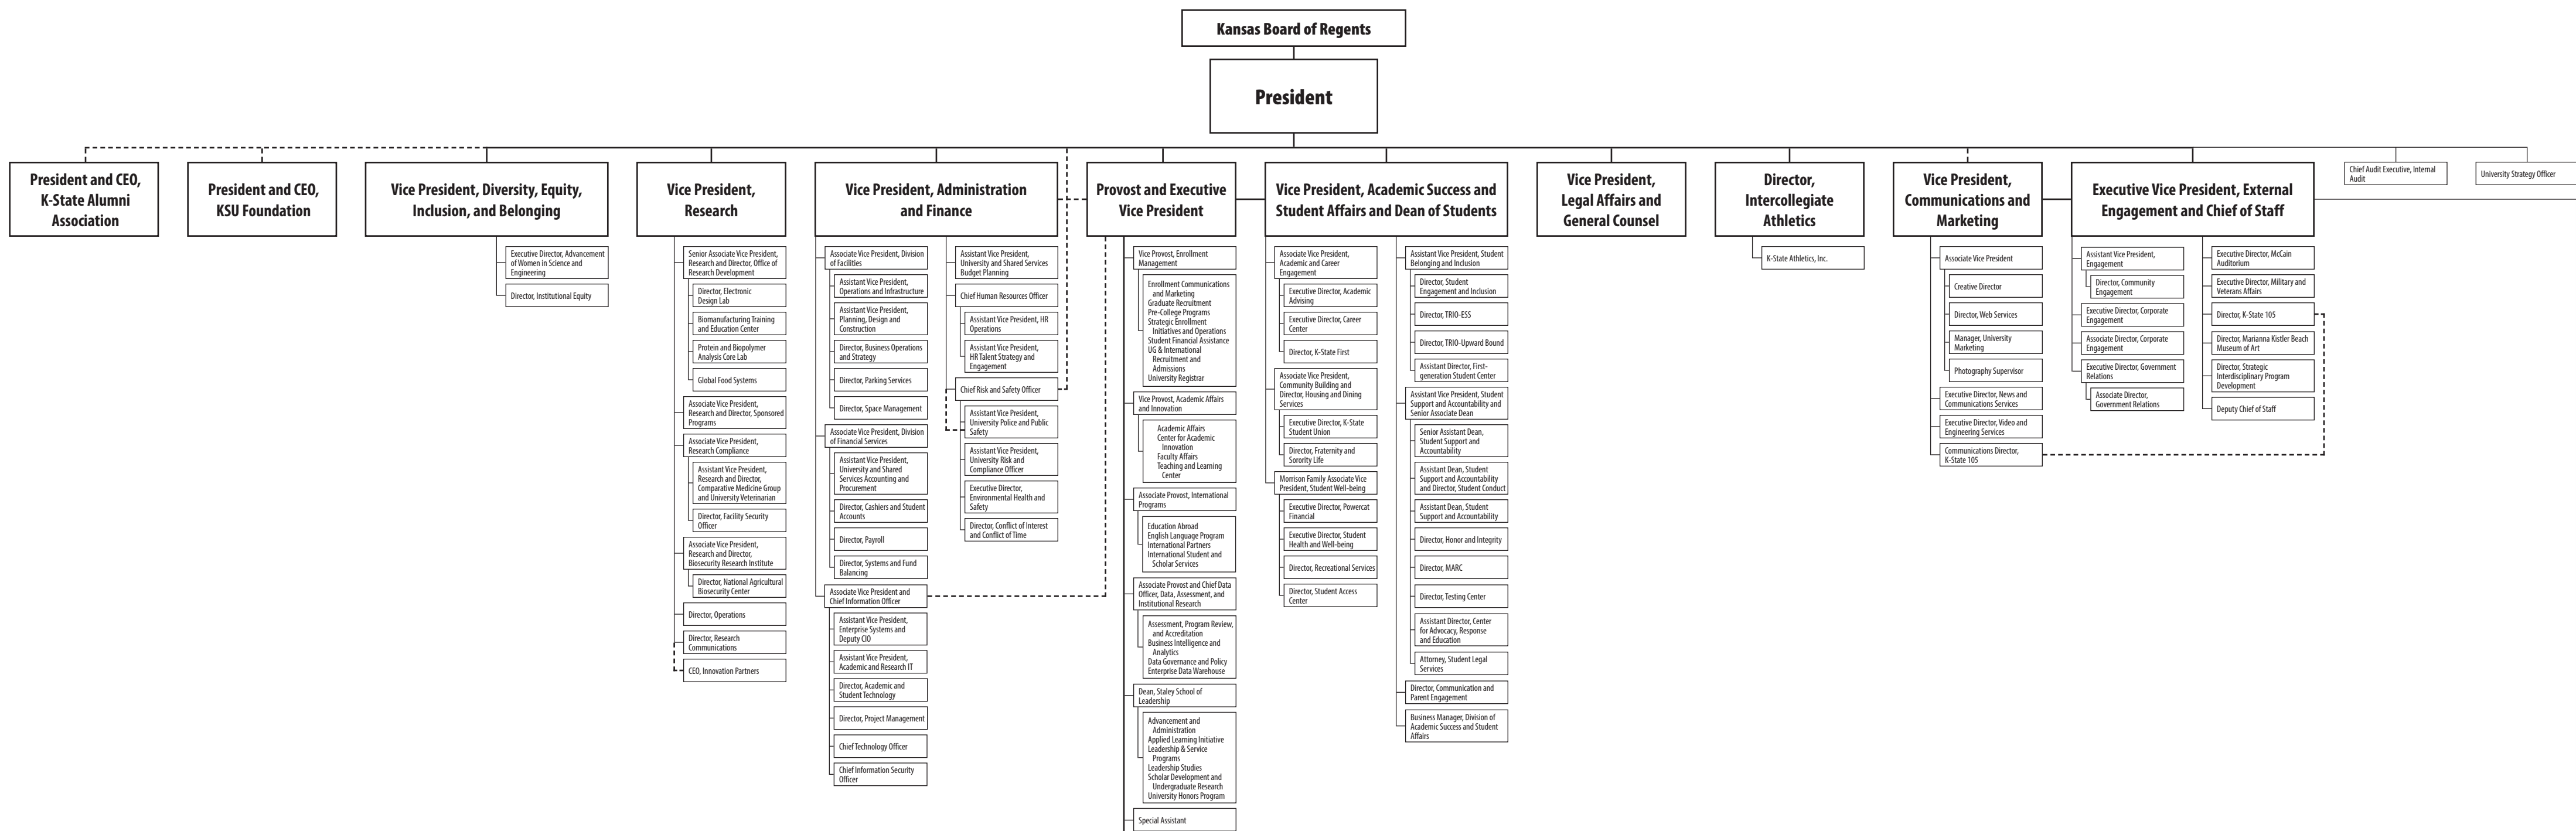 Kansas Board of Regents
President
President and CEO,
K-State Alumni
Association
President and CEO,
KSU Foundation
Vice President, Diversity, Equity,
Inclusion, and Belonging
Executive Director, Advancement
of Women in Science and
Engineering
Director, Institutional Equity
Vice President,
Research
Senior Associate Vice President,
Research and Director, Office of
Research Development
Director, Electronic
Design Lab
Biomanufacturing Training
and Education Center
Protein and Biopolymer
Analysis Core Lab
Global Food Systems
Associate Vice President,
Research and Director, Sponsored
Programs
Associate Vice President,
Research Compliance
Assistant Vice President,
Research and Director,
Comparative Medicine Group
and University Veterinarian
Director, Facility Security
Officer
Associate Vice President,
Research and Director,
Biosecurity Research Institute
Director, National Agricultural
Biosecurity Center
Director, Operations
Director, Research
Communications
CEO, Innovation Partners
Vice President, Administration
and Finance
Associate Vice President, Division
of Facilities
Assistant Vice President,
Operations and Infrastructure
Assistant Vice President,
Planning, Design and
Construction
Director, Business Operations
and Strategy
Director, Parking Services
Director, Space Management
Associate Vice President, Division
of Financial Services
Assistant Vice President,
University and Shared
Services Accounting and
Procurement
Director, Cashiers and Student
Accounts
Director, Payroll
Director, Systems and Fund
Balancing
Associate Vice President and
Chief Information Officer
Assistant Vice President,
Enterprise Systems and
Deputy CIO
Assistant Vice President,
Academic and Research IT
Director, Academic and
Student Technology
Director, Project Management
Chief Technology Officer
Chief Information Security
Officer
Assistant Vice President,
University and Shared Services
Budget Planning
Chief Human Resources Officer
Assistant Vice President, HR
Operations
Assistant Vice President,
HR Talent Strategy and
Engagement
Chief Risk and Safety Officer
Assistant Vice President,
University Police and Public
Safety
Assistant Vice President,
University Risk and
Compliance Officer
Executive Director,
Environmental Health and
Safety
Director, Conflict of Interest
and Conflict of Time
Provost and Executive
Vice President
Vice Provost, Enrollment
Management
Enrollment Communications
and Marketing
Graduate Recruitment
Pre-College Programs
Strategic Enrollment
Initiatives and Operations
Student Financial Assistance
UG & International
Recruitment and
Admissions
University Registrar
Vice Provost, Academic Affairs
and Innovation
Academic Affairs
Center for Academic
Innovation
Faculty Affairs
Teaching and Learning
Center
Associate Provost, International
Programs
Education Abroad
English Language Program
International Partners
International Student and
Scholar Services
Associate Provost and Chief Data
Officer, Data, Assessment, and
Institutional Research
Assessment, Program Review,
and Accreditation
Business Intelligence and
Analytics
Data Governance and Policy
Enterprise Data Warehouse
Dean, Staley School of
Leadership
Advancement and
Administration
Applied Learning Initiative
Leadership & Service
Programs
Leadership Studies
Scholar Development and
Undergraduate Research
University Honors Program
Special Assistant
Vice President, Academic Success and
Student Affairs and Dean of Students
Associate Vice President,
Academic and Career
Engagement
Executive Director, Academic
Advising
Executive Director, Career
Center
Director, K-State First
Associate Vice President,
Community Building and
Director, Housing and Dining
Services
Executive Director, K-State
Student Union
Director, Fraternity and
Sorority Life
Morrison Family Associate Vice
President, Student Well-being
Executive Director, Powercat
Financial
Executive Director, Student
Health and Well-being
Director, Recreational Services
Director, Student Access
Center
Assistant Vice President, Student
Belonging and Inclusion
Director, Student
Engagement and Inclusion
Director, TRIO-ESS
Director, TRIO-Upward Bound
Assistant Director, First-
generation Student Center
Assistant Vice President, Student
Support and Accountability and
Senior Associate Dean
Senior Assistant Dean,
Student Support and
Accountability
Assistant Dean, Student
Support and Accountability
and Director, Student Conduct
Assistant Dean, Student
Support and Accountability
Director, Honor and Integrity
Director, MARC
Director, Testing Center
Assistant Director, Center
for Advocacy, Response
and Education
Attorney, Student Legal
Services
Director, Communication and
Parent Engagement
Business Manager, Division of
Academic Success and Student
Affairs
Vice President,
Legal Affairs and
General Counsel
Director,
Intercollegiate
Athletics
K-State Athletics, Inc.
Vice President,
Communications and
Marketing
Associate Vice President
Creative Director
Director, Web Services
Manager, University
Marketing
Photography Supervisor
Executive Director, News and
Communications Services
Executive Director, Video and
Engineering Services
Communications Director,
K-State 105
Executive Vice President, External
Engagement and Chief of Staff
Assistant Vice President,
Engagement
Director, Community
Engagement
Executive Director, Corporate
Engagement
Associate Director, Corporate
Engagement
Executive Director, Government
Relations
Associate Director,
Government Relations
Executive Director, McCain
Auditorium
Executive Director, Military and
Veterans Affairs
Director, K-State 105
Director, Marianna Kistler Beach
Museum of Art
Director, Strategic
Interdisciplinary Program
Development
Deputy Chief of Staff
Chief Audit Executive, Internal
Audit
University Strategy Officer